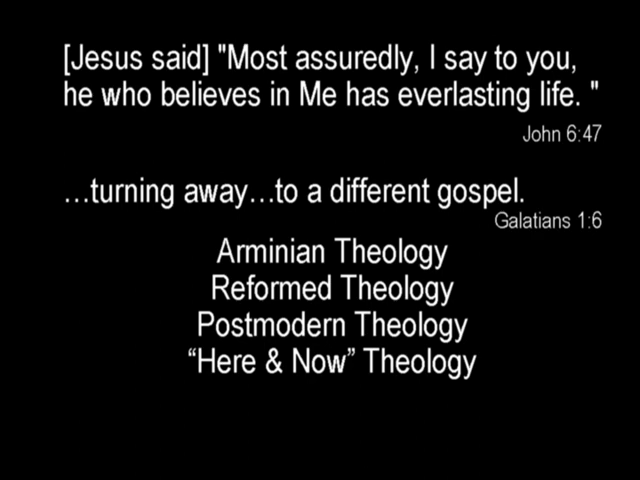 [Jesus said] "Most assuredly, I say to you,
he who believes in Me has everlasting life. "
John 6:47
…turning away…to a different gospel.
Galatians 1:6
Arminian Theology
Reformed Theology
Postmodern Theology
“Here & Now” Theology